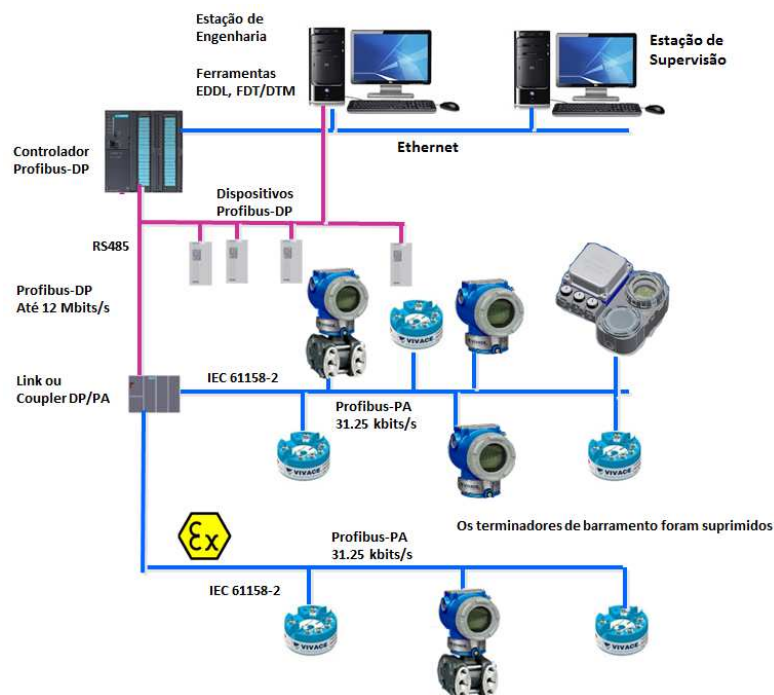 Estação de
Engenharia
Ferramentas
EDDL, FDT/DTM
Estação de
Supervisão
Ethernet
Controlador
Profibus-DP
Dispositivos
Profibus-DP
RS485
Profibus-DP
Até 12 Mbits/s
Link ou
Coupler DP/PA
IEC 61158-2
Profibus-PA
31.25 kbits/s
VIVACE
VIVACE
Os terminadores de barramento foram suprimidos
Ex
Profibus-PA
31.25 kbits/s
IEC 61158-2
VIVACE
VIVACE